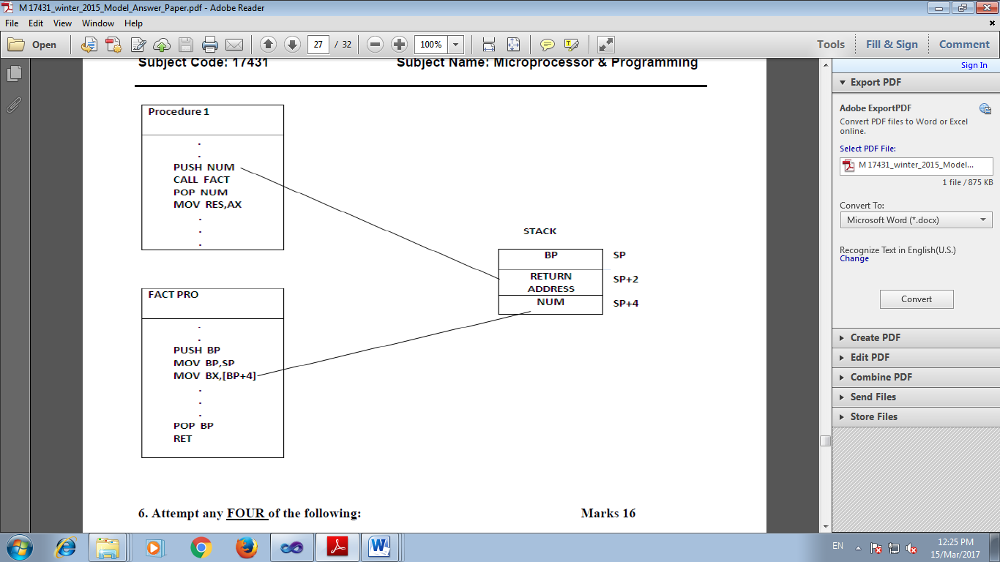 M 17431_winter_2015_Model_Answer_Paper.pdf - Adobe Reader
File Edit View Window Help
Open 27 / 32 100% Tools Fill & Sign Comment
Subject Code: 17431 Subject Name: Microprocessor & Programming
Procedure 1
.
.
PUSH NUM
CALL FACT
POP NUM
MOV RES,AX
.
.
.
FACT PRO
.
.
PUSH BP
MOV BP,SP
MOV BX,[BP+4]
.
.
.
POP BP
RET
STACK
BP SP
RETURN
ADDRESS
SP+2
NUM SP+4
6. Attempt any FOUR of the following: Marks 16
Sign In
Export PDF
Adobe ExportPDF
Convert PDF files to Word or Excel
online.
Select PDF File:
M 17431_winter_2015_Model...
1 file / 875 KB
Convert To:
Microsoft Word (*.docx)
Recognize Text in English(U.S.)
Change
Convert
Create PDF
Edit PDF
Combine PDF
Send Files
Store Files
EN
12:25 PM
15/Mar/2017